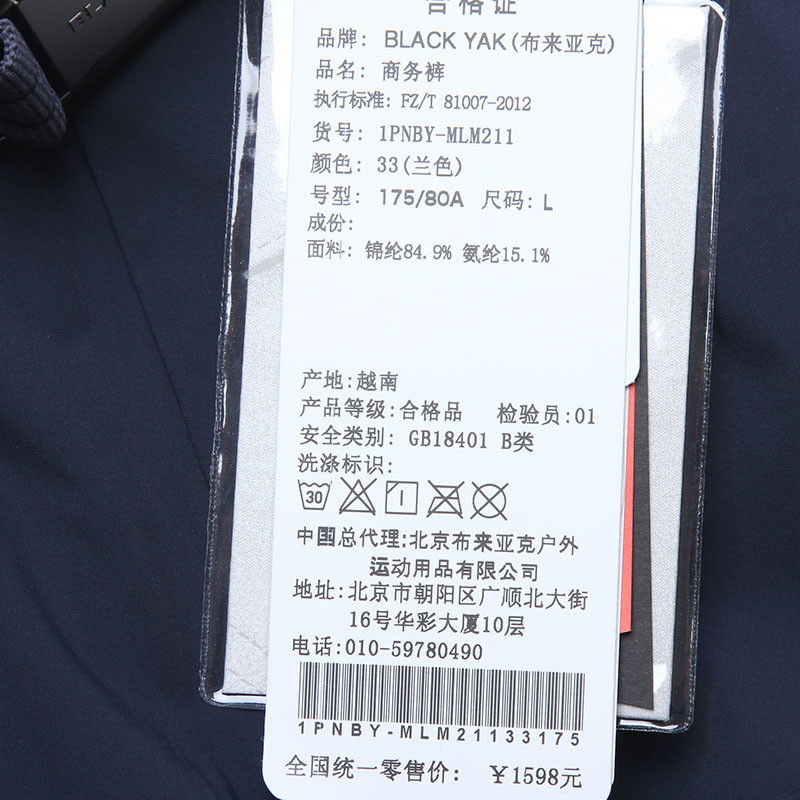 合格证
品牌: BLACK YAK(布来亚克)
品名: 商务裤
执行标准: FZ/T 81007-2012
货号: 1PNBY-MLM211
颜色: 33(兰色)
号型: 175/80A 尺码: L
成份:
面料: 锦纶84.9% 氨纶15.1%
产地:越南
产品等级:合格品 检验员:01
安全类别: GB18401 B类
洗涤标识:
30
中国总代理:北京布来亚克户外
运动用品有限公司
地址:北京市朝阳区广顺北大街
16号华彩大厦10层
电话:010-59780490
1PNBY-MLM21133175
全国统一零售价: ¥1598元